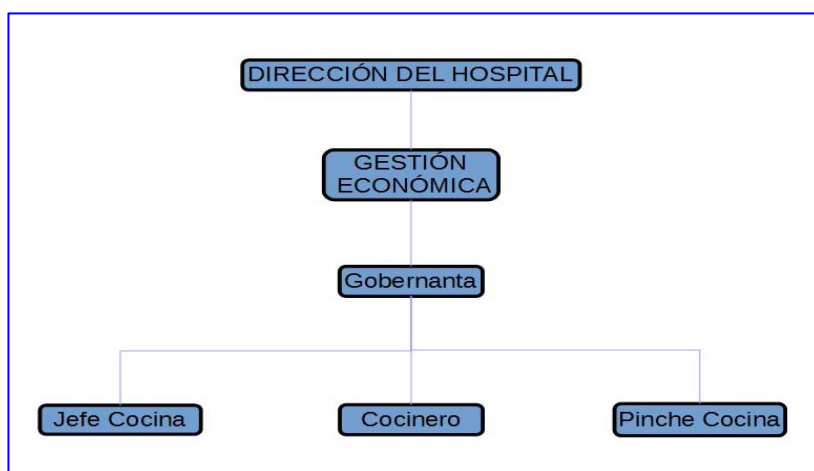 DIRECCIÓN DEL HOSPITAL
GESTIÓN
ECONÓMICA
Gobernanta
Jefe Cocina
Cocinero
Pinche Cocina